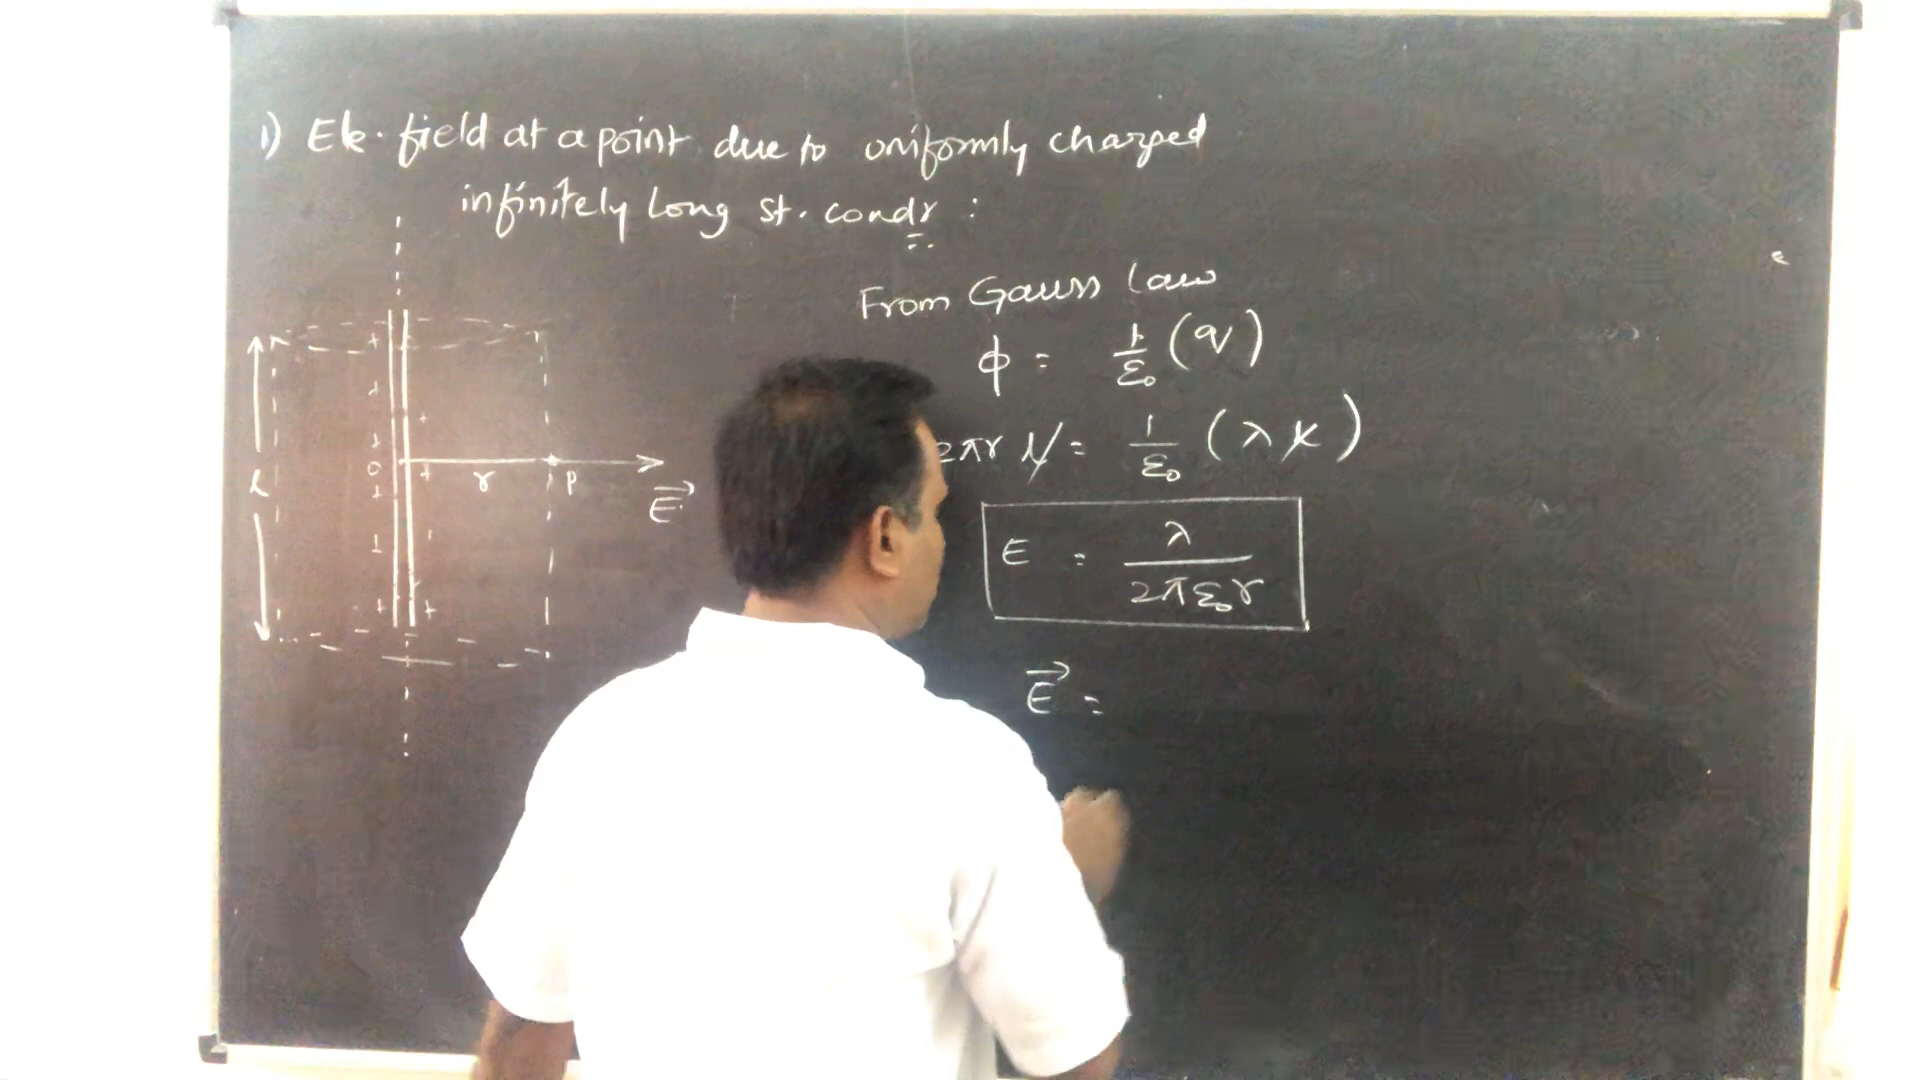 1) Ele. field at a point due to uniformly charged
infinitely Long st. condr :
From Gauss Law
ϕ = 1/ε₀ (q)
2πr l = 1/ε₀ (λ l)
E = λ / 2πε₀r
E⃗ =
l
r
P
E⃗